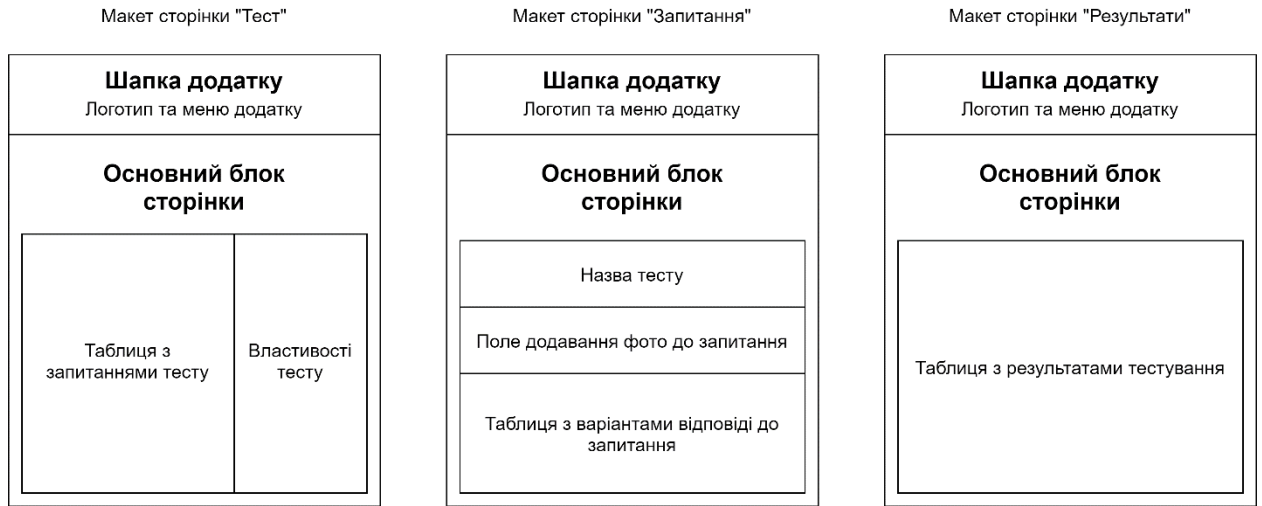 Макет сторінки "Тест"
Шапка додатку
Логотип та меню додатку
Основний блок
сторінки
Таблиця з
запитаннями тесту
Властивості
тесту
Макет сторінки "Запитання"
Шапка додатку
Логотип та меню додатку
Основний блок
сторінки
Назва тесту
Поле додавання фото до запитання
Таблиця з варіантами відповіді до
запитання
Макет сторінки "Результати"
Шапка додатку
Логотип та меню додатку
Основний блок
сторінки
Таблиця з результатами тестування